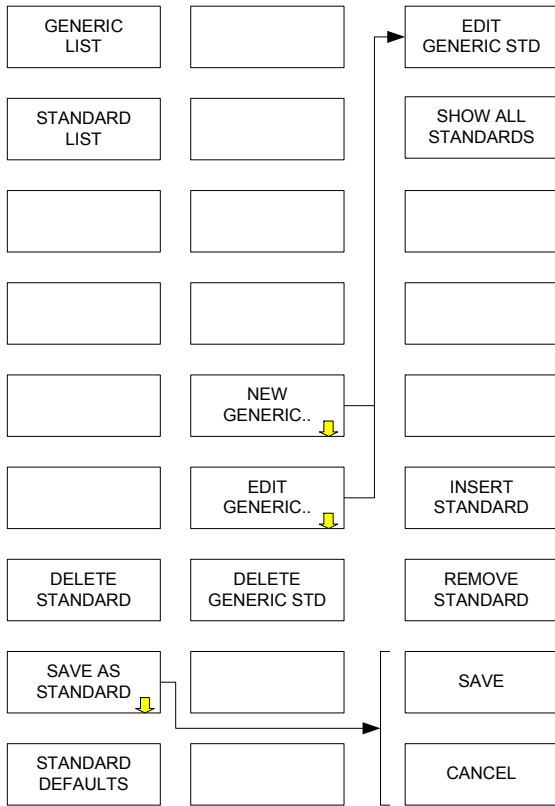 GENERIC
LIST
STANDARD
LIST
DELETE
STANDARD
SAVE AS
STANDARD
STANDARD
DEFAULTS
NEW
GENERIC..
EDIT
GENERIC..
DELETE
GENERIC STD
EDIT
GENERIC STD
SHOW ALL
STANDARDS
INSERT
STANDARD
REMOVE
STANDARD
SAVE
CANCEL